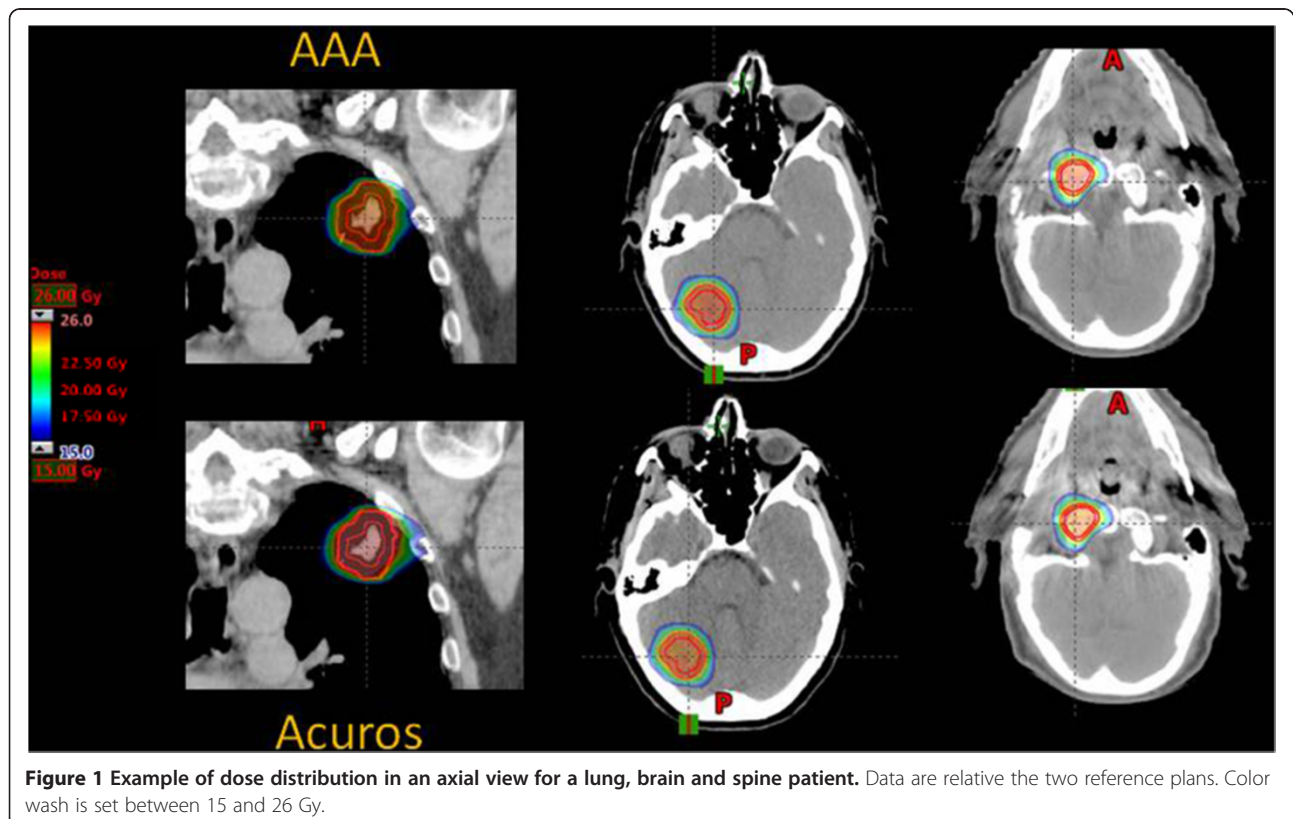 AAA
A
Dose
26.00 Gy
26.0
22.50 Gy
20.00 Gy
17.50 Gy
15.0
15.00 Gy
P
A
P
Acuros
Figure 1 Example of dose distribution in an axial view for a lung, brain and spine patient. Data are relative the two reference plans. Color
wash is set between 15 and 26 Gy.